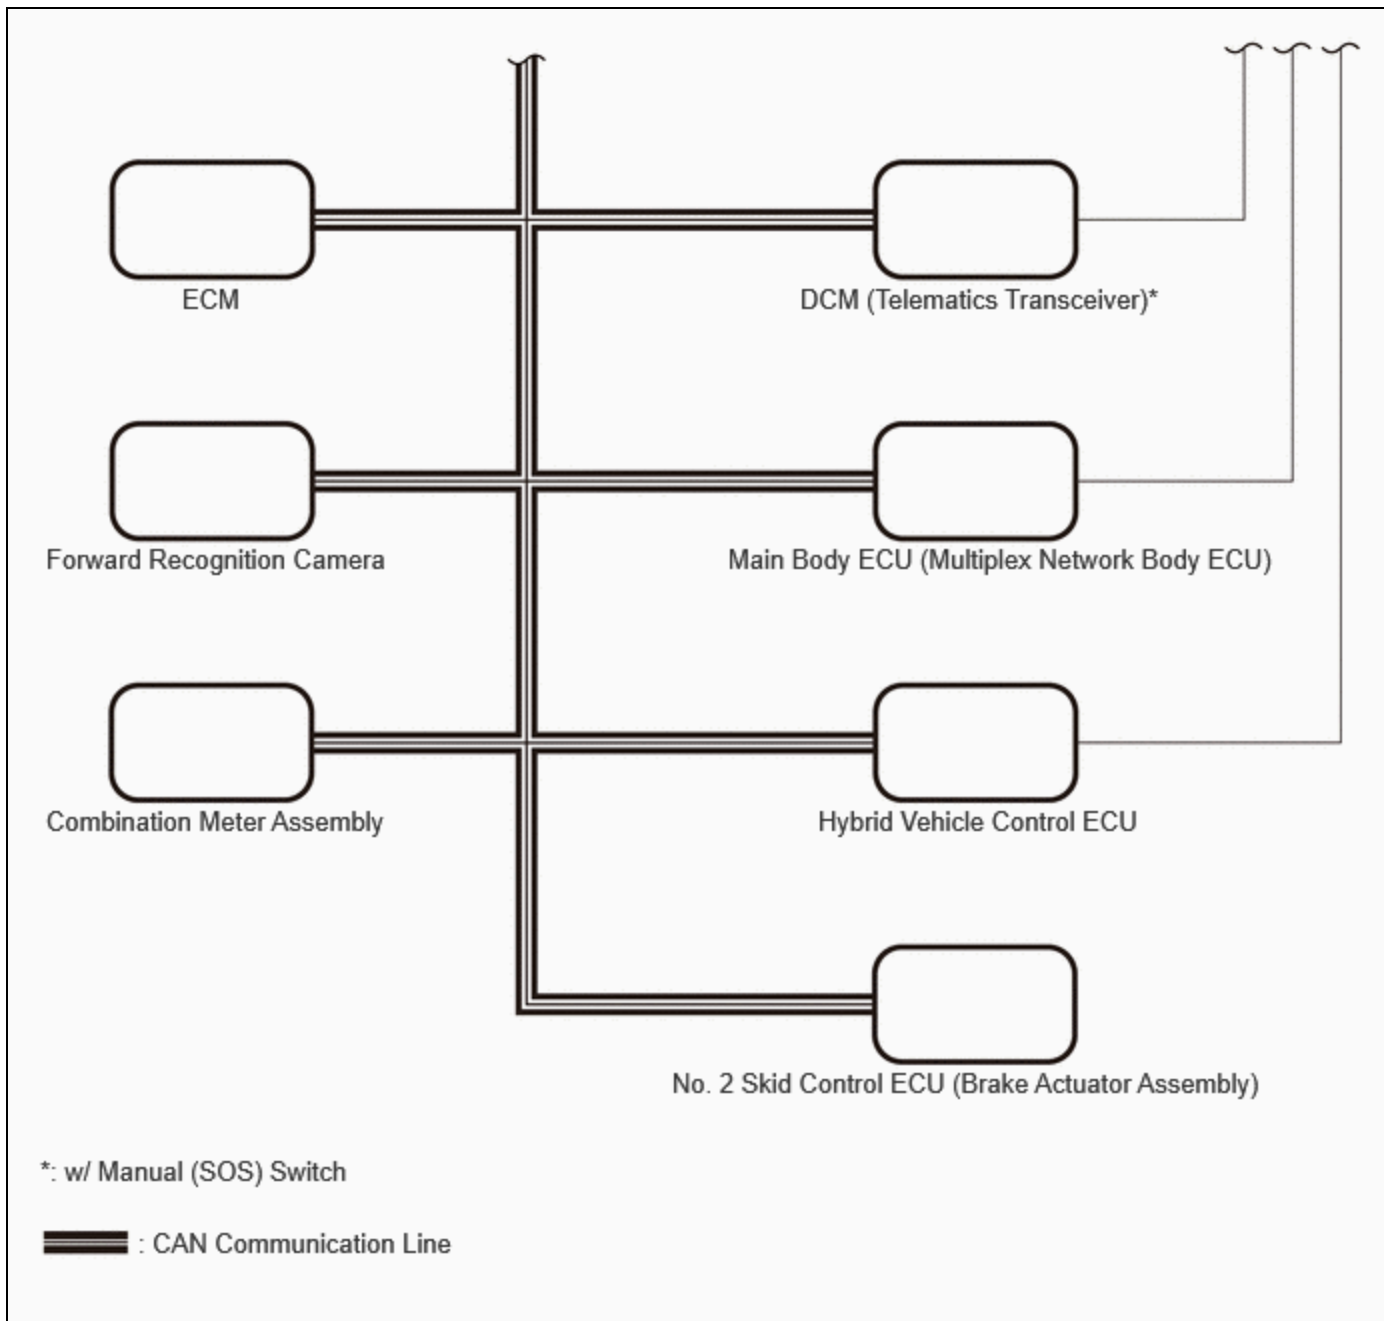 ECM
DCM (Telematics Transceiver)*
Forward Recognition Camera
Main Body ECU (Multiplex Network Body ECU)
Combination Meter Assembly
Hybrid Vehicle Control ECU
No. 2 Skid Control ECU (Brake Actuator Assembly)
*: w/ Manual (SOS) Switch
: CAN Communication Line